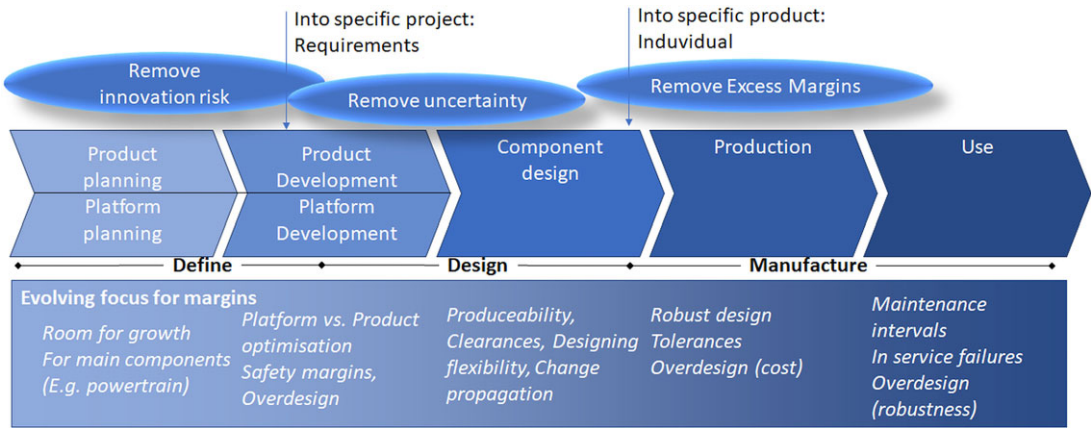 Into specific project:
Requirements
Into specific product:
Induvidual
Remove
innovation risk
Remove uncertainty
Remove Excess Margins
Product
planning
Platform
planning
Product
Development
Platform
Development
Component
design
Production
Use
Define
Design
Manufacture
Evolving focus for margins
Room for growth
For main components
(E.g. powertrain)
Platform vs. Product
optimisation
Safety margins,
Overdesign
Produceability,
Clearances, Designing
flexibility, Change
propagation
Robust design
Tolerances
Overdesign (cost)
Maintenance
intervals
In service failures
Overdesign
(robustness)